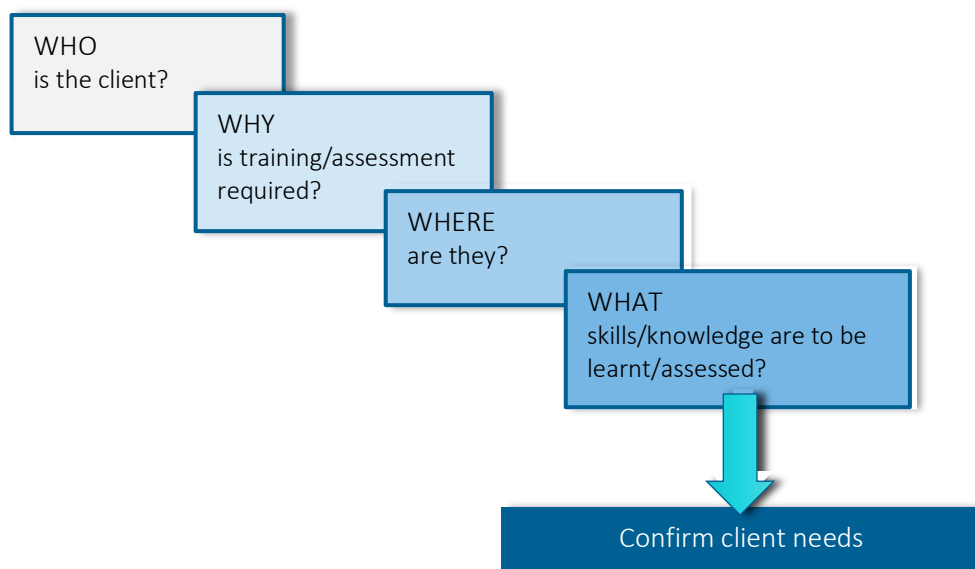 WHO
is the client?
WHY
is training/assessment
required?
WHERE
are they?
WHAT
skills/knowledge are to be
learnt/assessed?
Confirm client needs